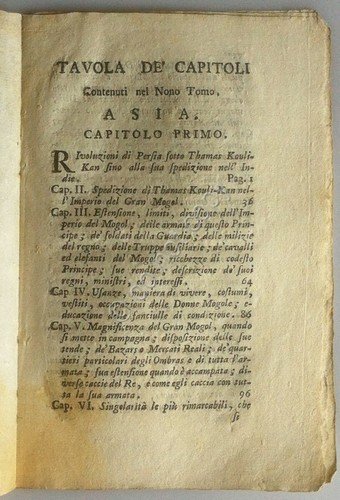 TAVOLA DE' CAPITOLI
Contenuti nel Nono Tomo.
ASIA.
CAPITOLO PRIMO.
Rivoluzioni di Persia sotto Thamas Kouli-
Kan sino alla sua spedizione nell' In-
die. Pag. 1
Cap. II. Spedizione di Thamas Kouli-Kan nel-
l'Imperio del Gran Mogol. 36
Cap. III. Estensione, limiti, divisione dell' im-
perio del Mogol; delle armate di questo Prin-
cipe; de' soldati della Guardia; delle milizie
del regno; delle Truppe ausiliarie; de' cavalli
ed elefanti del Mogol; ricchezze di codesto
Principe; sue rendite; descrizione de' suoi
regni, ministri, ed interessi. 64
Cap. IV. Usanze, maniera di vivere, costumi,
vestiti, occupazioni delle Donne Mogole; e-
ducazione delle fanciulle di condizione. 86
Cap. V. Magnificenza del Gran Mogol, quando
si mette in campagna; disposizione delle sue
tende; de' Bazars o Mercati Reali; de' quar-
tieri particolari degli Ombras e di tutta l' ar-
mata; sua estensione quando è accampata; di-
verse caccie del Re, e come egli caccia con tut-
ta la sua armata. 96
Cap. VI. Singolarità le più rimarcabili, che
si